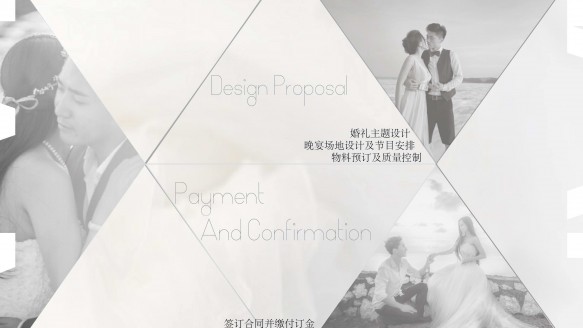 Design Proposal
婚礼主题设计
晚宴场地设计及节目安排
物料预订及质量控制
Payment
And Confirmation
签订合同并缴付订金